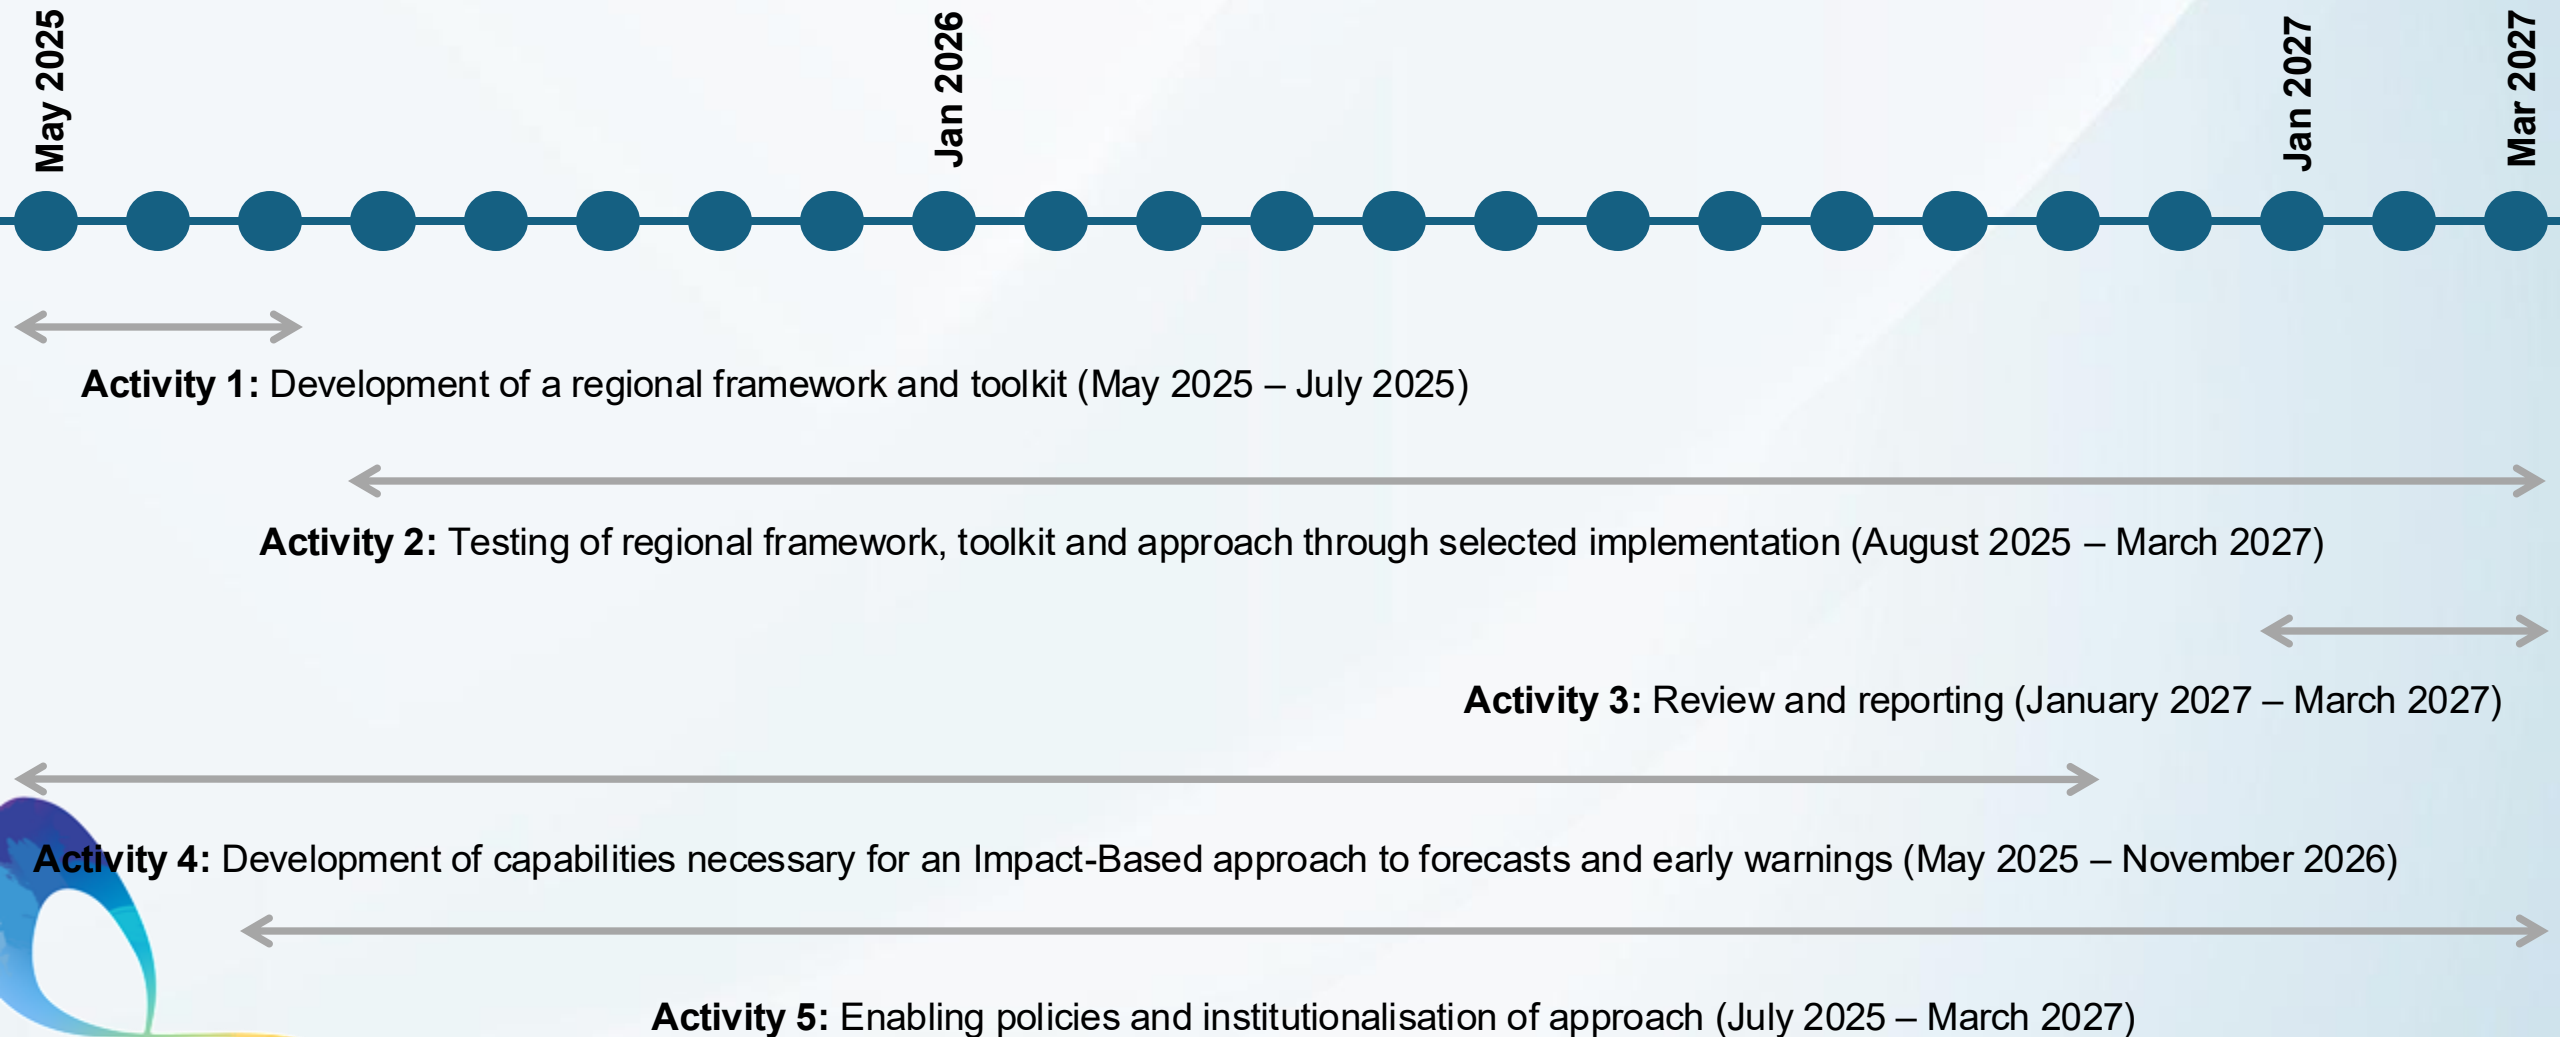 May 2025
Jan 2026
Jan 2027
Mar 2027
Activity 1: Development of a regional framework and toolkit (May 2025 – July 2025)
Activity 2: Testing of regional framework, toolkit and approach through selected implementation (August 2025 – March 2027)
Activity 3: Review and reporting (January 2027 – March 2027)
Activity 4: Development of capabilities necessary for an Impact-Based approach to forecasts and early warnings (May 2025 – November 2026)
Activity 5: Enabling policies and institutionalisation of approach (July 2025 – March 2027)